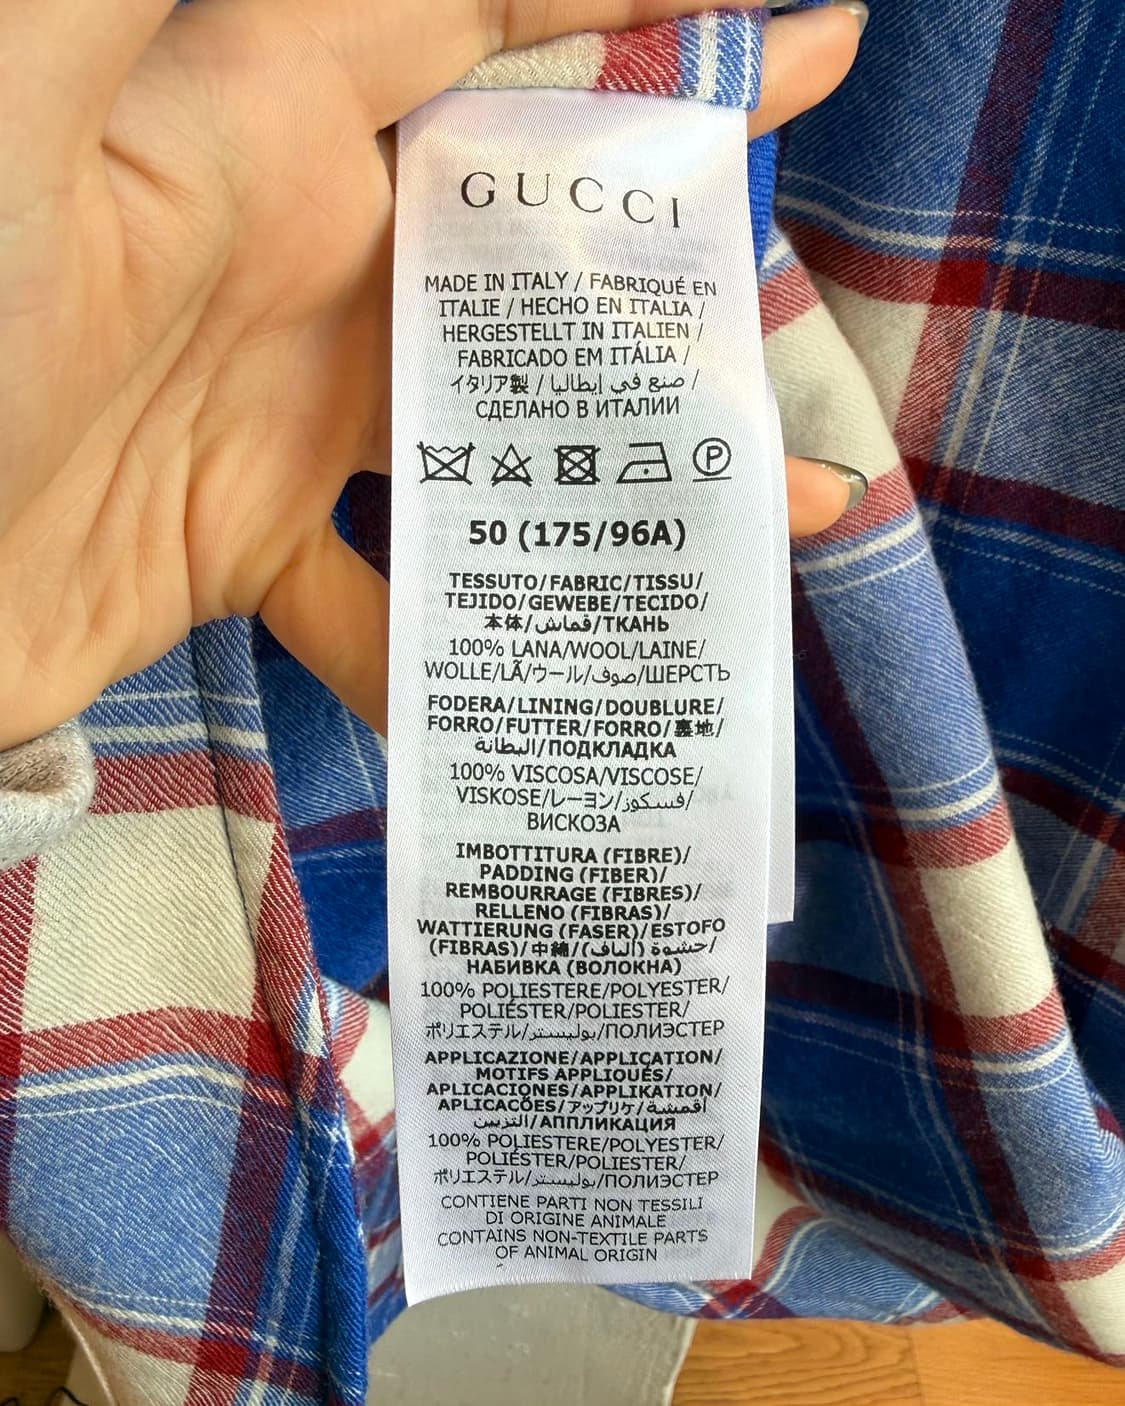 GUCCI
MADE IN ITALY / FABRIQUÉ EN
ITALIE / HECHO EN ITALIA /
HERGESTELLT IN ITALIEN /
FABRICADO EM ITÁLIA /
イタリア製 / صنع في إيطاليا /
СДЕЛАНО В ИТАЛИИ
P
50 (175/96A)
TESSUTO/FABRIC/TISSU/
TEJIDO/GEWEBE/TECIDO/
本体/قماش/ТКАНЬ
100% LANA/WOOL/LAINE/
WOLLE/LÃ/ウール/صوف/ШЕРСТЬ
FODERA/LINING/DOUBLURE/
FORRO/FUTTER/FORRO/裏地/
البطانة/ПОДКЛАДКА
100% VISCOSA/VISCOSE/
VISKOSE/レーヨン/فسكوز/
ВИСКОЗА
IMBOTTITURA (FIBRE)/
PADDING (FIBER)/
REMBOURRAGE (FIBRES)/
RELLENO (FIBRAS)/
WATTIERUNG (FASER)/ESTOFO
(FIBRAS)/中綿/حشوة (ألياف)/
НАБИВКА (ВОЛОКНА)
100% POLIESTERE/POLYESTER/
POLIÉSTER/POLIESTER/
ポリエステル/بوليستر/ПОЛИЭСТЕР
APPLICAZIONE/APPLICATION/
MOTIFS APPLIQUÉS/
APLICACIONES/APPLIKATION/
APLICAÇÕES/アップリケ/أقمشة
التزيين/АППЛИКАЦИЯ
100% POLIESTERE/POLYESTER/
POLIÉSTER/POLIESTER/
ポリエステル/بوليستر/ПОЛИЭСТЕР
CONTIENE PARTI NON TESSILI
DI ORIGINE ANIMALE
CONTAINS NON-TEXTILE PARTS
OF ANIMAL ORIGIN